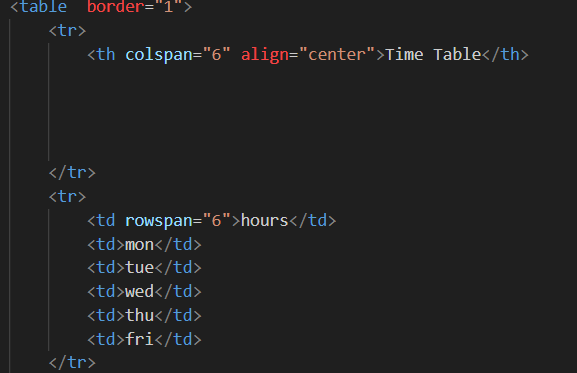 <table  border="1">
<tr>
<th colspan="6" align="center">Time Table</th>
</tr>
<tr>
<td rowspan="6">hours</td>
<td>mon</td>
<td>tue</td>
<td>wed</td>
<td>thu</td>
<td>fri</td>
</tr>